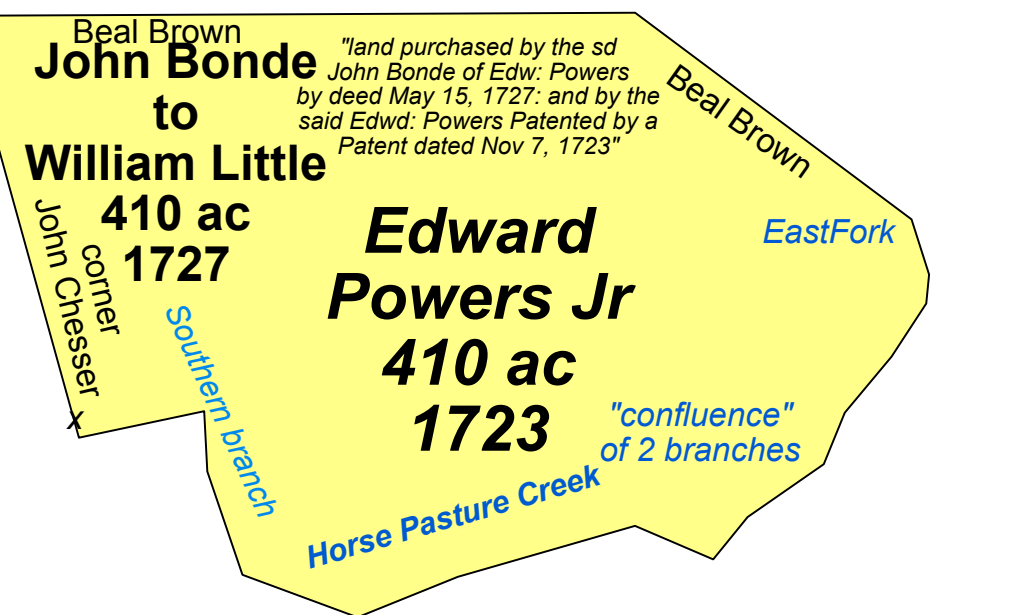 Beal Brown
John Bonde
to
William Little
410 ac
1727
"land purchased by the sd
John Bonde of Edw: Powers
by deed May 15, 1727: and by the
said Edwd: Powers Patented by a
Patent dated Nov 7, 1723"
Beal Brown
John Chesser
corner
x
Southern branch
Edward
Powers Jr
410 ac
1723
EastFork
"confluence"
of 2 branches
Horse Pasture Creek